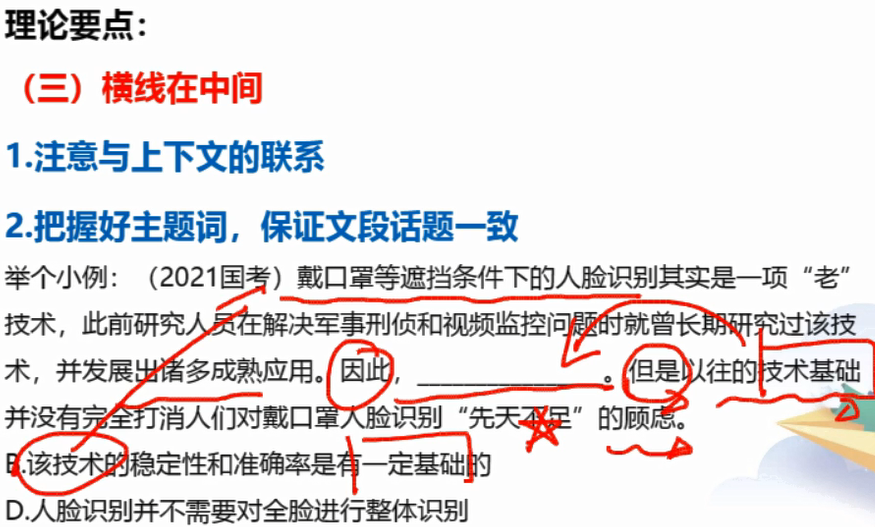 理论要点：
（三）横线在中间
1.注意与上下文的联系
2.把握好主题词，保证文段话题一致
举个小例：（2021国考）戴口罩等遮挡条件下的人脸识别其实是一项“老”
技术，此前研究人员在解决军事刑侦和视频监控问题时就曾长期研究过该技
术，并发展出诸多成熟应用。因此，_______________。但是以往的技术基础
并没有完全打消人们对戴口罩人脸识别“先天不足”的顾虑。
B.该技术的稳定性和准确率是有一定基础的
D.人脸识别并不需要对全脸进行整体识别